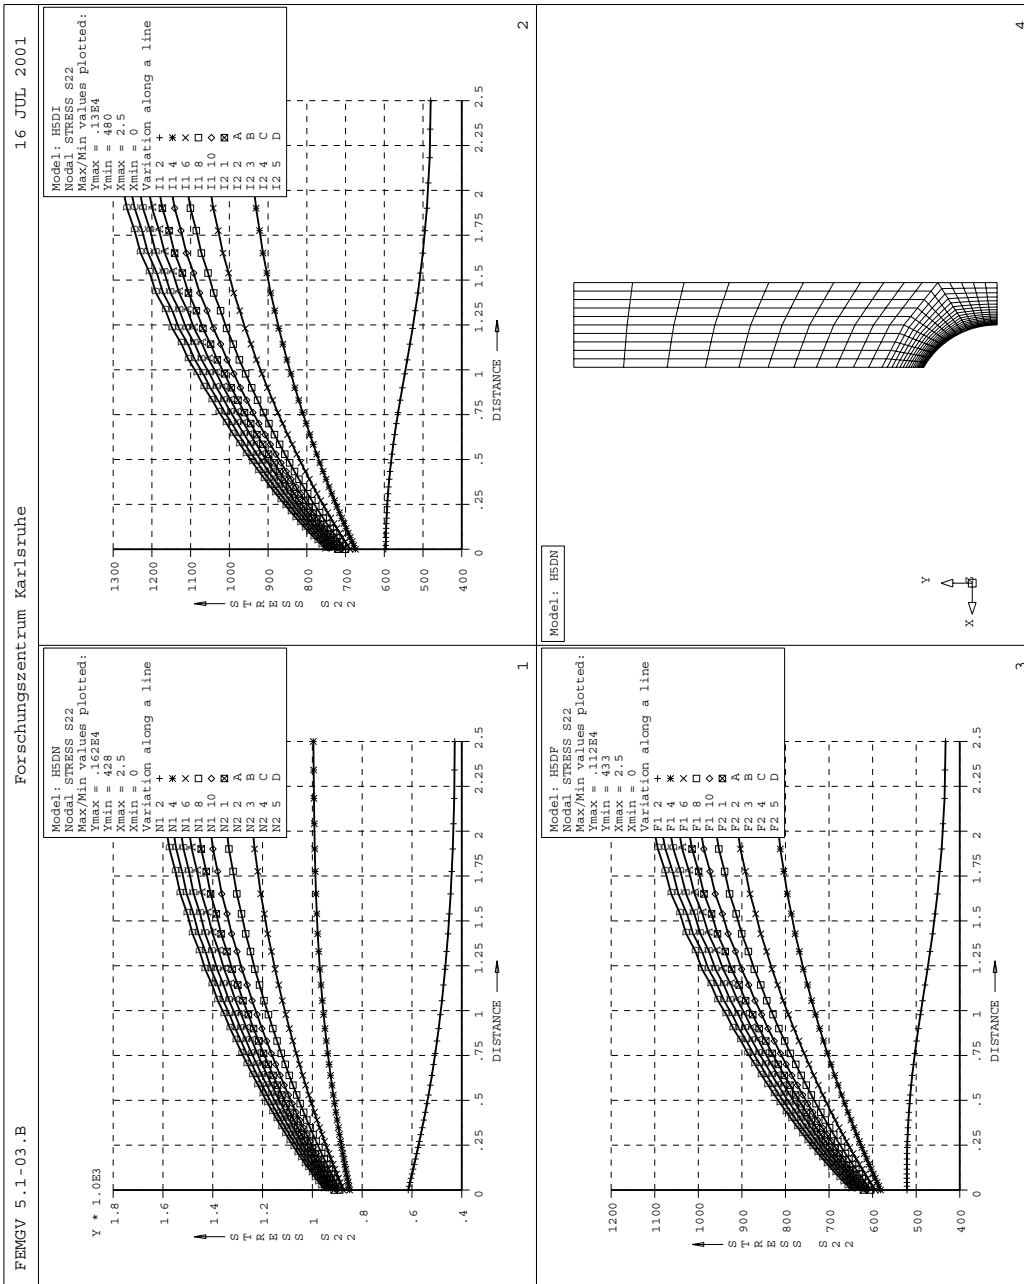 FEMGV 5.1-03.B Forschungszentrum Karlsruhe 16 JUL 2001
Model: H5DN
Nodal STRESS S22
Max/Min values plotted:
Ymax = .162E4
Ymin = 428
Xmax = 2.5
Xmin = 0
Variation along a line
N1 2 +
N1 4 ✱
N1 6 ×
N1 8 □
N1 10 ◇
N2 1 ⊠
N2 2 A
N2 3 B
N2 4 C
N2 5 D
Y * 1.0E3
1.8
1.6
1.4
1.2
1
.8
.6
.4
STRESS S22
0 .25 .5 .75 1 1.25 1.5 1.75 2 2.25 2.5
DISTANCE
1
Model: H5DI
Nodal STRESS S22
Max/Min values plotted:
Ymax = .13E4
Ymin = 480
Xmax = 2.5
Xmin = 0
Variation along a line
I1 2 +
I1 4 ✱
I1 6 ×
I1 8 □
I1 10 ◇
I2 1 ⊠
I2 2 A
I2 3 B
I2 4 C
I2 5 D
1300
1200
1100
1000
900
800
700
600
500
400
STRESS S22
0 .25 .5 .75 1 1.25 1.5 1.75 2 2.25 2.5
DISTANCE
2
Model: H5DF
Nodal STRESS S22
Max/Min values plotted:
Ymax = .112E4
Ymin = 433
Xmax = 2.5
Xmin = 0
Variation along a line
F1 2 +
F1 4 ✱
F1 6 ×
F1 8 □
F1 10 ◇
F2 1 ⊠
F2 2 A
F2 3 B
F2 4 C
F2 5 D
1200
1100
1000
900
800
700
600
500
400
STRESS S22
0 .25 .5 .75 1 1.25 1.5 1.75 2 2.25 2.5
DISTANCE
3
Model: H5DN
Y
X
4